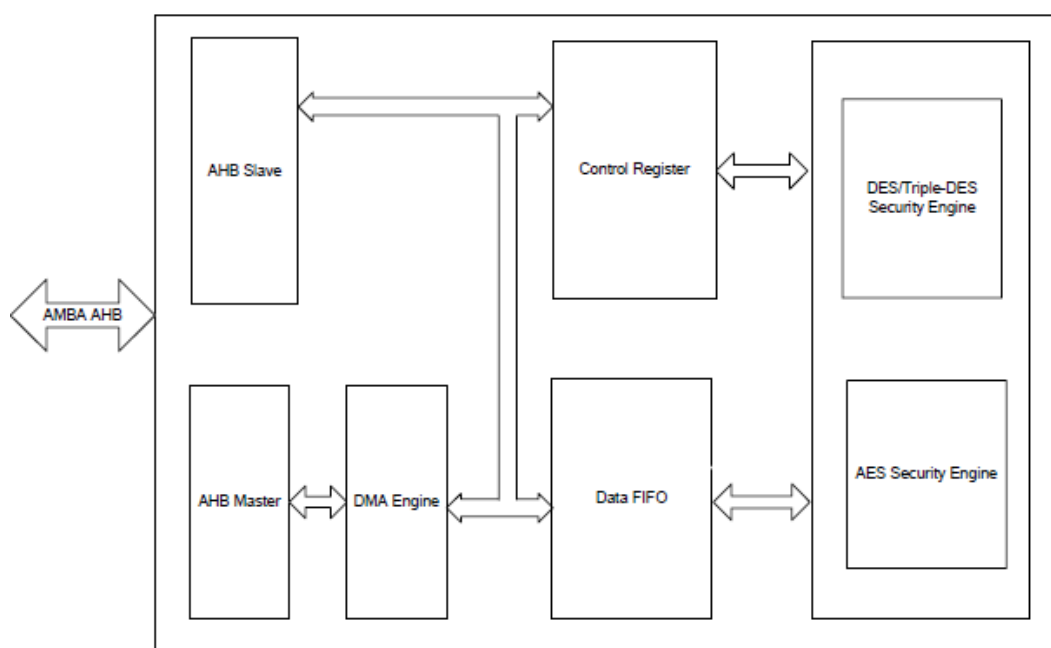 AHB Slave
Control Register
DES/Triple-DES
Security Engine
AMBA AHB
AHB Master
DMA Engine
Data FIFO
AES Security Engine